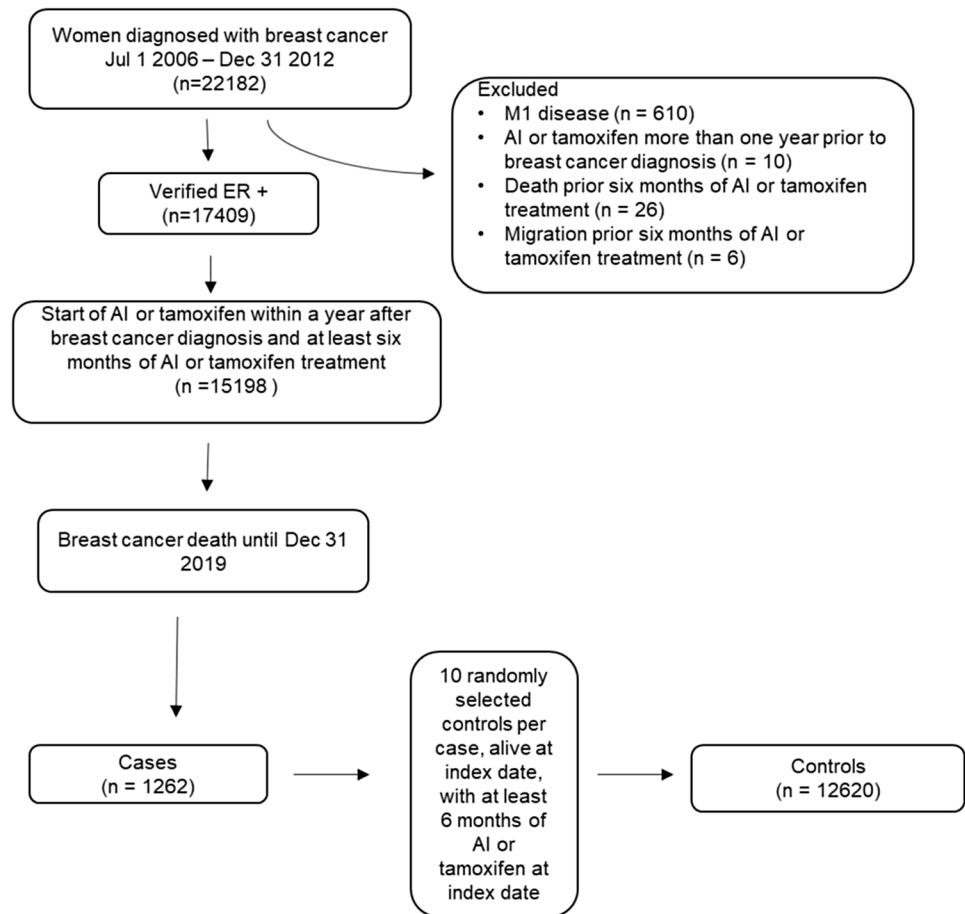 Women diagnosed with breast cancer
Jul 1 2006 – Dec 31 2012
(n=22182)
Excluded
• M1 disease (n = 610)
• AI or tamoxifen more than one year prior to
breast cancer diagnosis (n = 10)
• Death prior six months of AI or tamoxifen
treatment (n = 26)
• Migration prior six months of AI or
tamoxifen treatment (n = 6)
Verified ER +
(n=17409)
Start of AI or tamoxifen within a year after
breast cancer diagnosis and at least six
months of AI or tamoxifen treatment
(n =15198 )
Breast cancer death until Dec 31
2019
Cases
(n = 1262)
10 randomly
selected
controls per
case, alive at
index date,
with at least
6 months of
AI or
tamoxifen at
index date
Controls
(n = 12620)